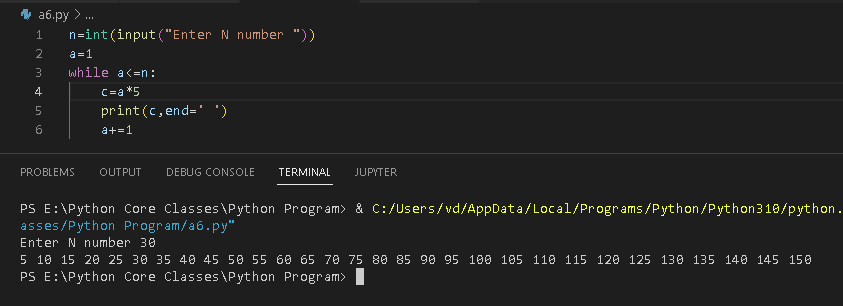 a6.py > ...
1 n=int(input("Enter N number "))
2 a=1
3 while a<=n:
4 c=a*5
5 print(c,end=' ')
6 a+=1
PROBLEMS OUTPUT DEBUG CONSOLE TERMINAL JUPYTER
PS E:\Python Core Classes\Python Program> & C:/Users/vd/AppData/Local/Programs/Python/Python310/python.
asses/Python Program/a6.py"
Enter N number 30
5 10 15 20 25 30 35 40 45 50 55 60 65 70 75 80 85 90 95 100 105 110 115 120 125 130 135 140 145 150
PS E:\Python Core Classes\Python Program>